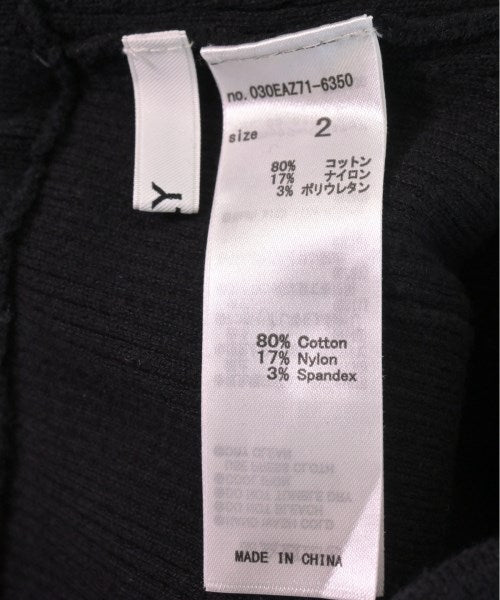 no. 030EAZ71-6350
size 2
80% コットン
17% ナイロン
3% ポリウレタン
80% Cotton
17% Nylon
3% Spandex
MADE IN CHINA
LY